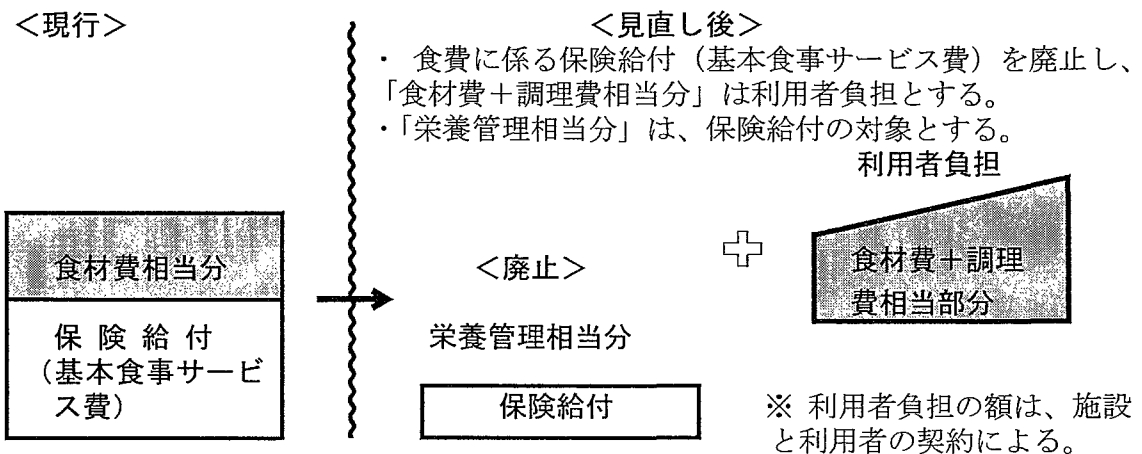 <現行>
<見直し後>
・ 食費に係る保険給付（基本食事サービス費）を廃止し、
「食材費＋調理費相当分」は利用者負担とする。
・「栄養管理相当分」は、保険給付の対象とする。
利用者負担
食材費相当分
保 険 給 付
（基本食事サービ
ス費）
<廃止>
栄養管理相当分
保険給付
食材費＋調理
費相当部分
※ 利用者負担の額は、施設
と利用者の契約による。